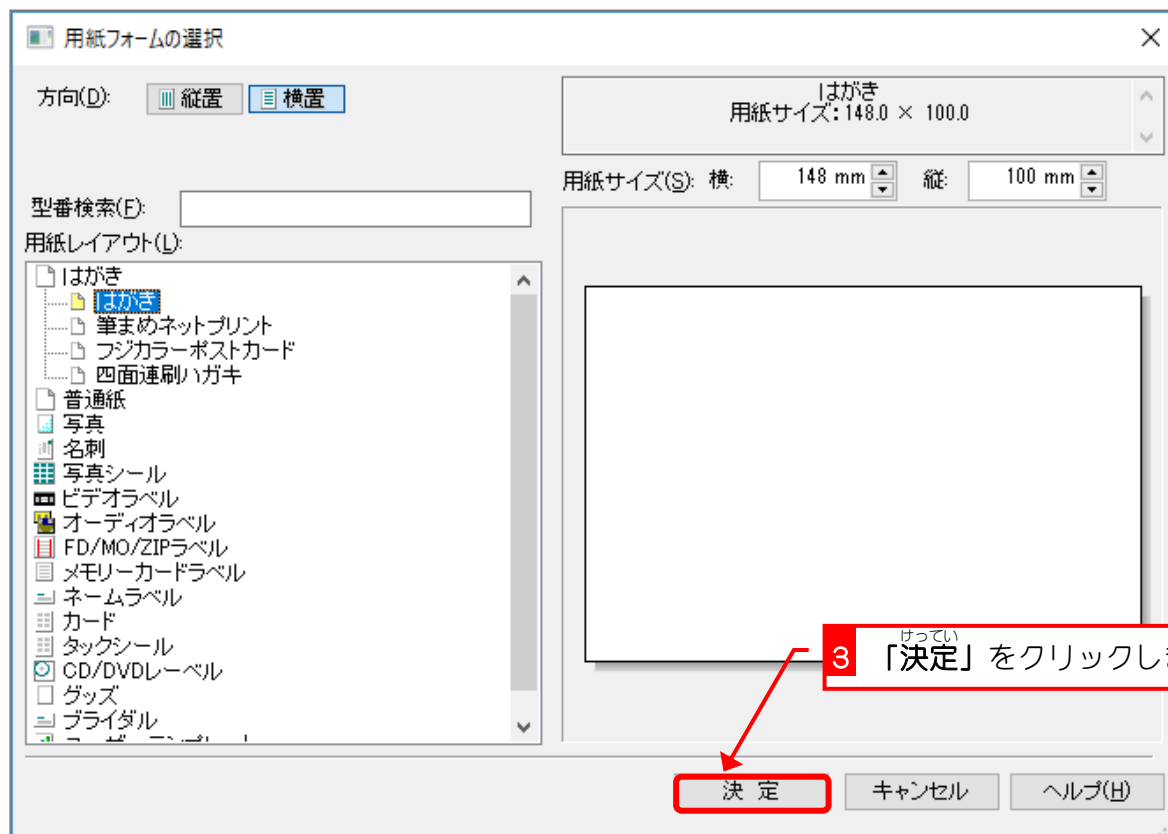 用紙フォームの選択
方向(D):
縦置
横置
はがき
用紙サイズ:148.0 × 100.0
用紙サイズ(S): 横: 148 mm 縦: 100 mm
型番検索(F):
用紙レイアウト(L):
はがき
はがき
筆まめネットプリント
フジカラーポストカード
四面連刷ハガキ
普通紙
写真
名刺
写真シール
ビデオラベル
オーディオラベル
FD/MO/ZIPラベル
メモリーカードラベル
ネームラベル
カード
タックシール
CD/DVDレーベル
グッズ
ブライダル
けってい
3 「決定」をクリックしま
決 定
キャンセル
ヘルプ(H)